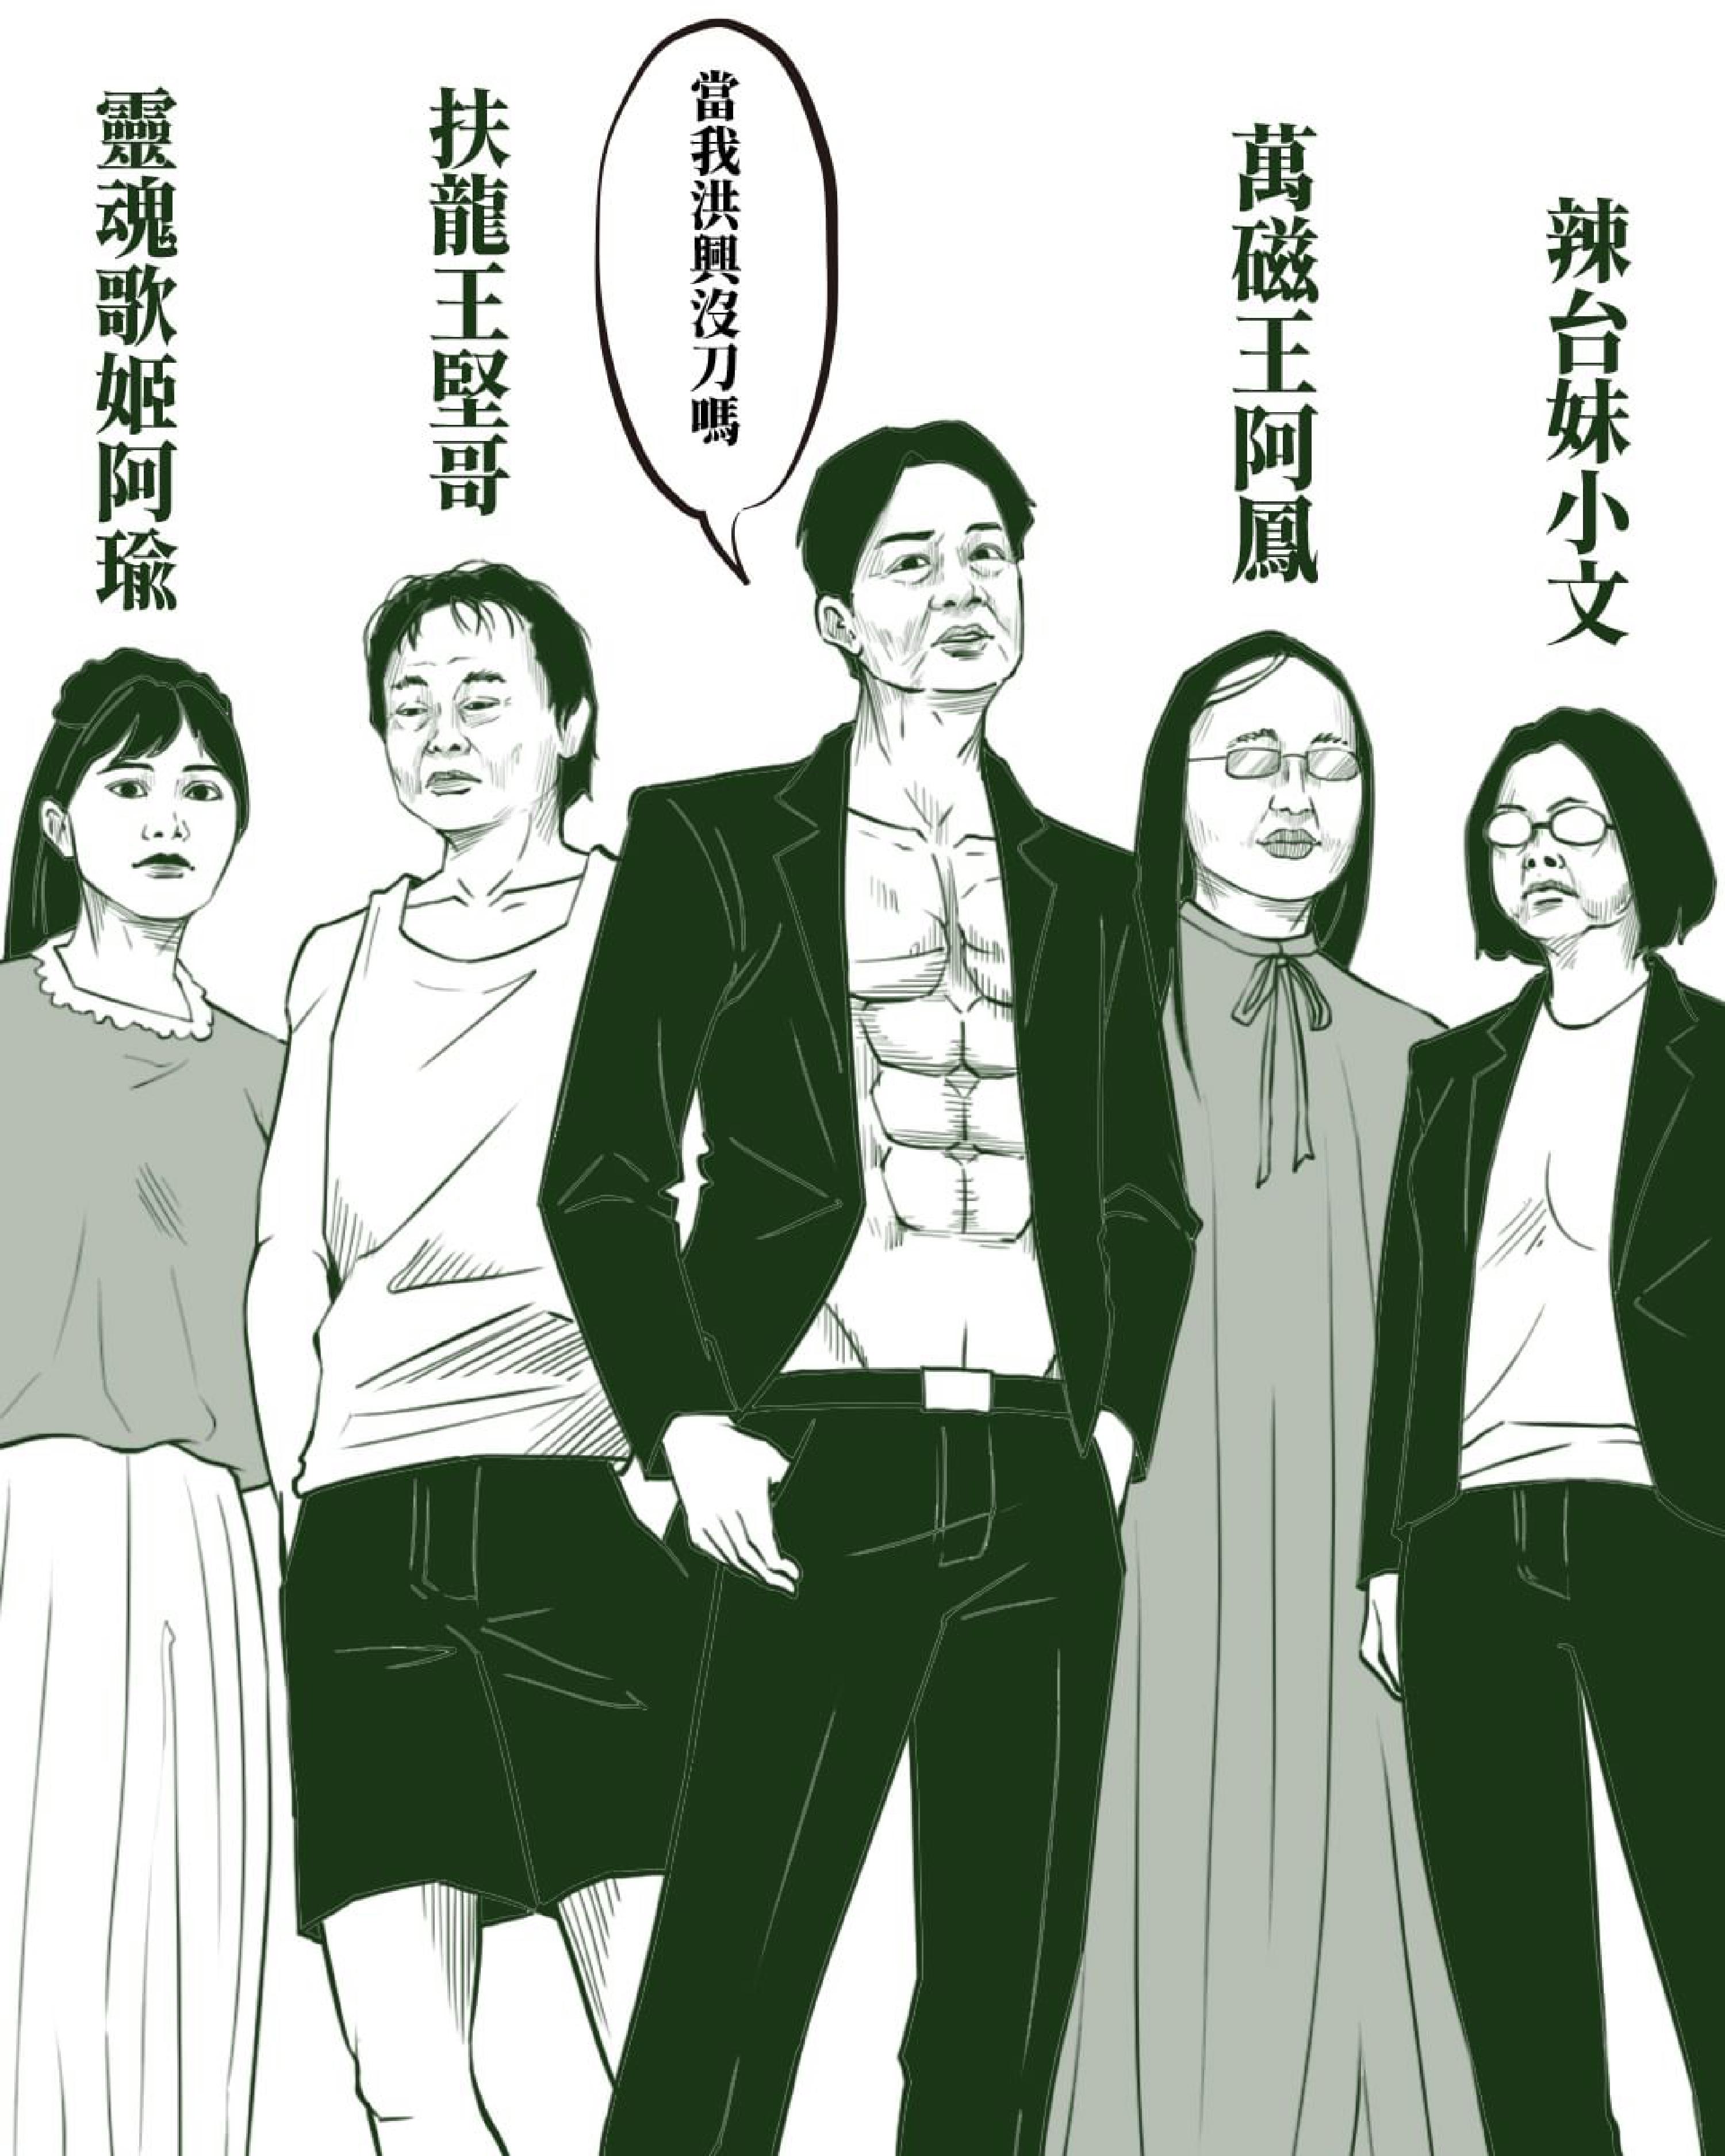 靈魂歌姬阿瑜
扶龍王堅哥
當我洪興沒刀嗎
萬磁王阿鳳
辣台妹小文